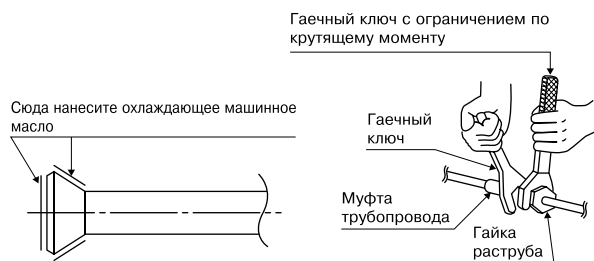 Гаечный ключ с ограничением по
крутящему моменту
Сюда нанесите охлаждающее машинное
масло
Гаечный
ключ
Муфта
трубопровода
Гайка
раструба